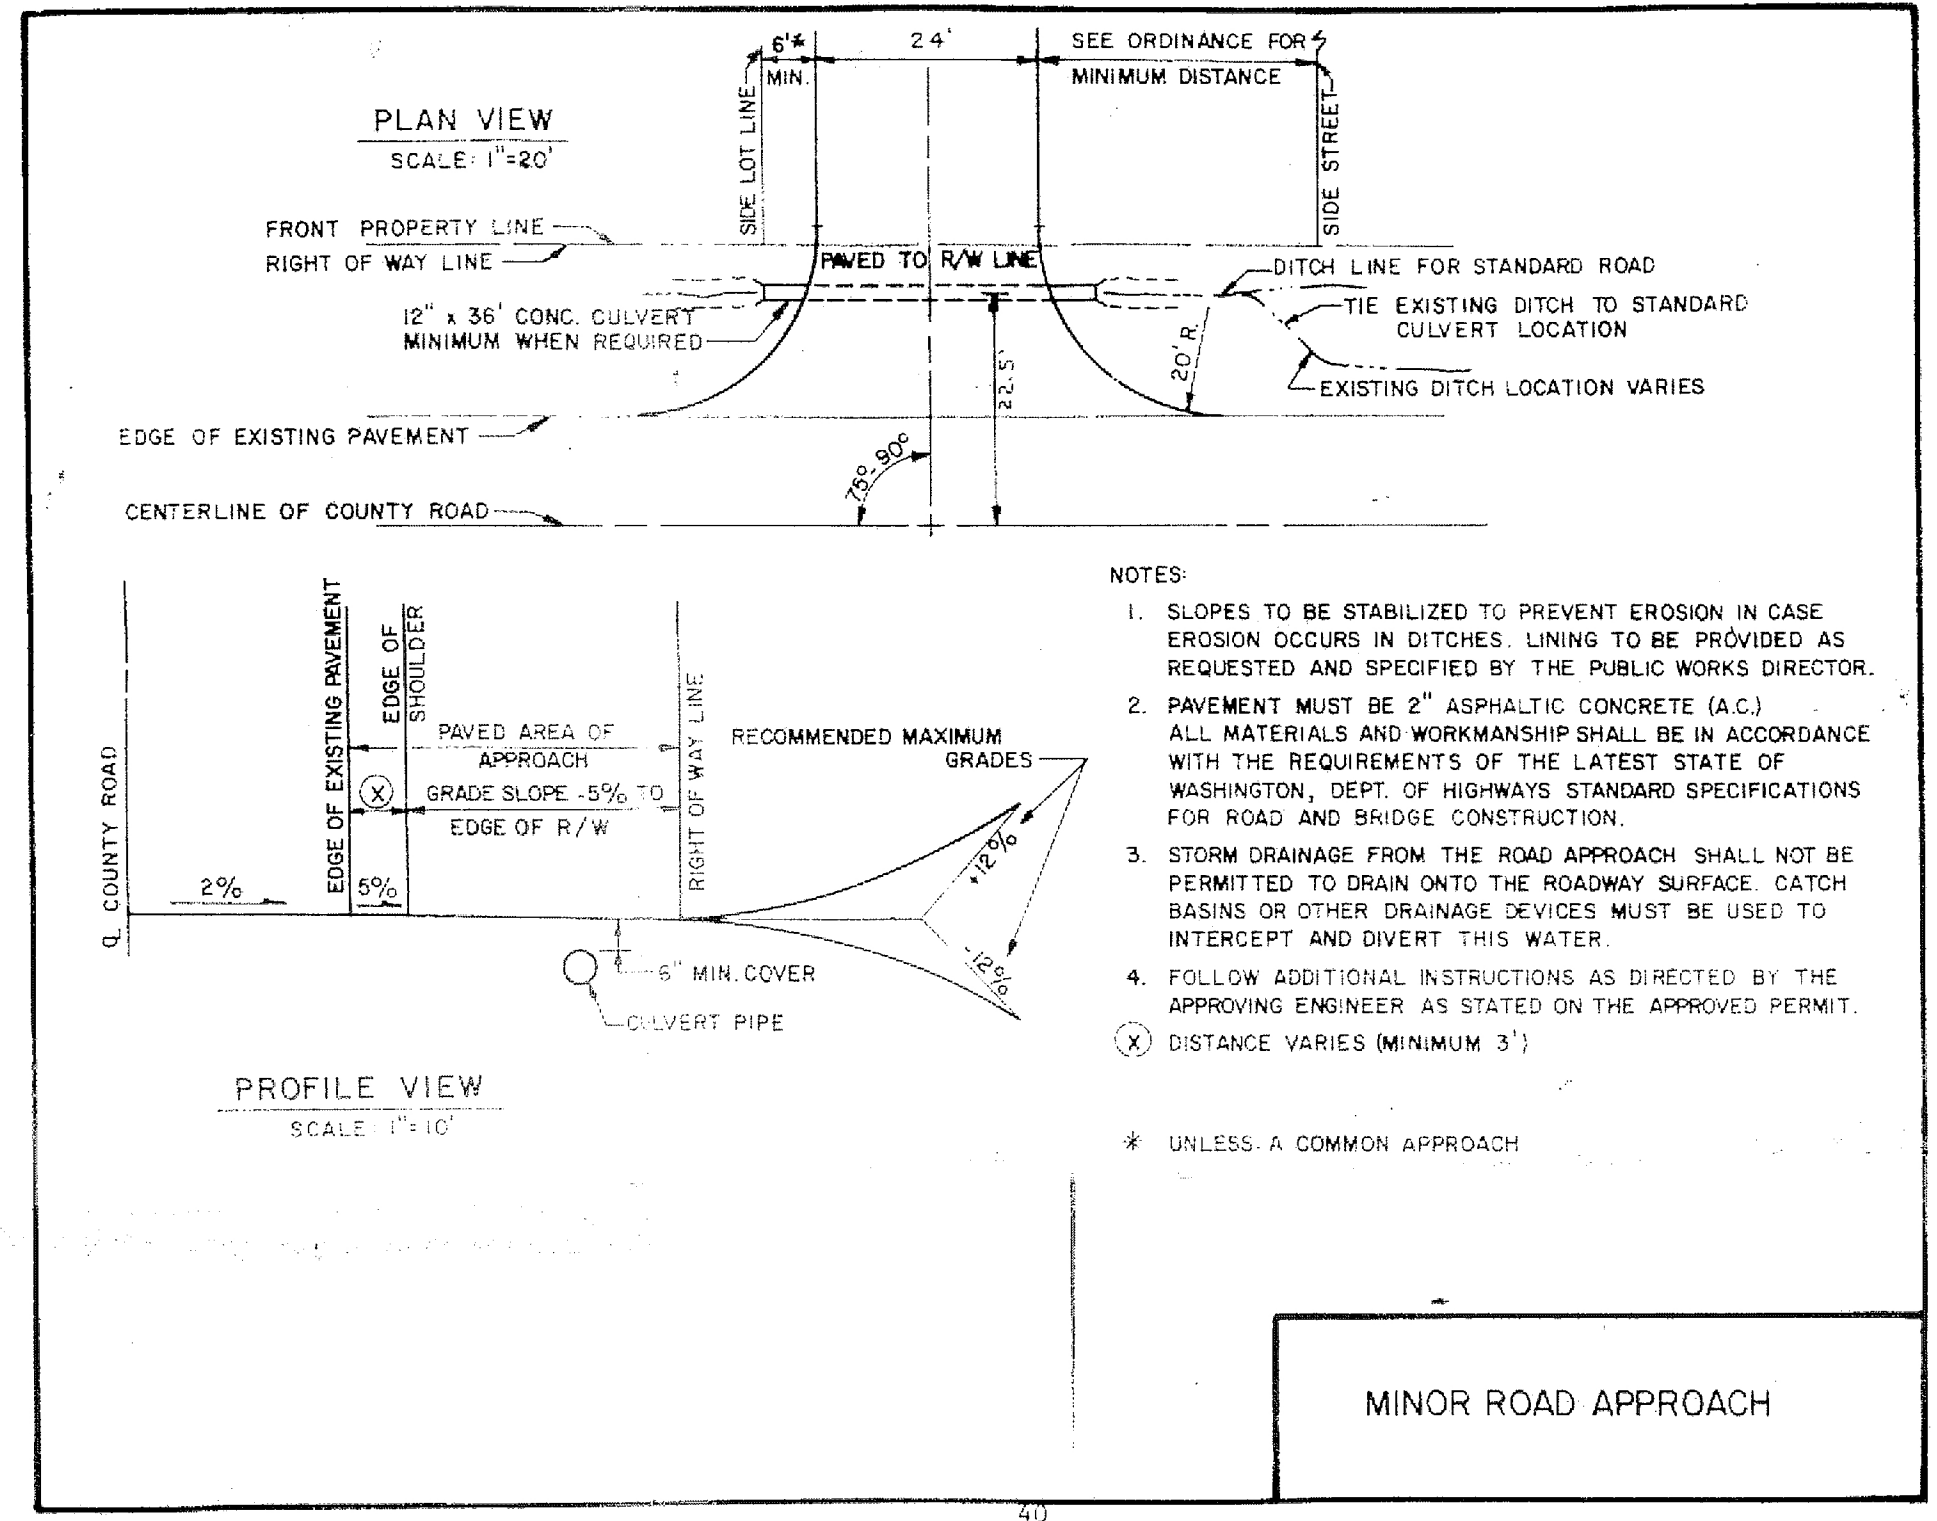 6'*
MIN.
24'
SEE ORDINANCE FOR
MINIMUM DISTANCE
PLAN VIEW
SCALE: 1"=20'
SIDE LOT LINE
SIDE STREET
FRONT PROPERTY LINE
RIGHT OF WAY LINE
PAVED TO R/W LINE
DITCH LINE FOR STANDARD ROAD
TIE EXISTING DITCH TO STANDARD
CULVERT LOCATION
12" x 36' CONC. CULVERT
MINIMUM WHEN REQUIRED
20' R.
22.5'
EXISTING DITCH LOCATION VARIES
EDGE OF EXISTING PAVEMENT
75°-90°
CENTERLINE OF COUNTY ROAD
℄ COUNTY ROAD
EDGE OF EXISTING PAVEMENT
EDGE OF
SHOULDER
RIGHT OF WAY LINE
PAVED AREA OF
APPROACH
X
GRADE SLOPE -5% TO
EDGE OF R/W
2%
5%
RECOMMENDED MAXIMUM
GRADES
+12%
-12%
6" MIN. COVER
CULVERT PIPE
PROFILE VIEW
SCALE: 1"=10'
NOTES:
1. SLOPES TO BE STABILIZED TO PREVENT EROSION IN CASE
EROSION OCCURS IN DITCHES. LINING TO BE PROVIDED AS
REQUESTED AND SPECIFIED BY THE PUBLIC WORKS DIRECTOR.
2. PAVEMENT MUST BE 2" ASPHALTIC CONCRETE (A.C.)
ALL MATERIALS AND WORKMANSHIP SHALL BE IN ACCORDANCE
WITH THE REQUIREMENTS OF THE LATEST STATE OF
WASHINGTON, DEPT. OF HIGHWAYS STANDARD SPECIFICATIONS
FOR ROAD AND BRIDGE CONSTRUCTION.
3. STORM DRAINAGE FROM THE ROAD APPROACH SHALL NOT BE
PERMITTED TO DRAIN ONTO THE ROADWAY SURFACE. CATCH
BASINS OR OTHER DRAINAGE DEVICES MUST BE USED TO
INTERCEPT AND DIVERT THIS WATER.
4. FOLLOW ADDITIONAL INSTRUCTIONS AS DIRECTED BY THE
APPROVING ENGINEER AS STATED ON THE APPROVED PERMIT.
X DISTANCE VARIES (MINIMUM 3')
* UNLESS A COMMON APPROACH
MINOR ROAD APPROACH
40